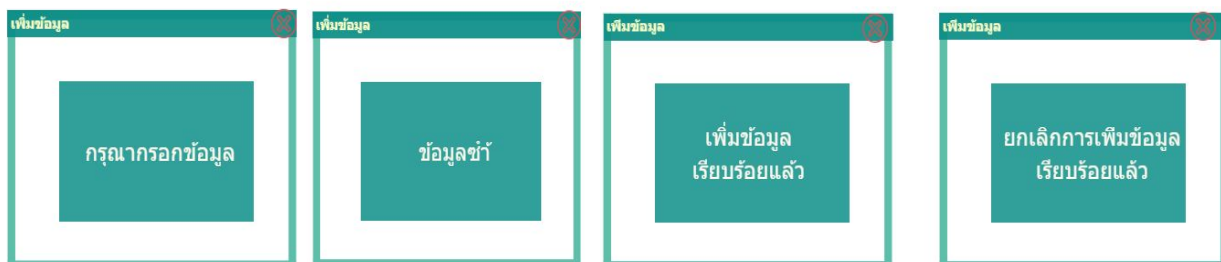 เพิ่มข้อมูล
กรุณากรอกข้อมูล
เพิ่มข้อมูล
ข้อมูลซ้ำ
เพิ่มข้อมูล
เพิ่มข้อมูล
เรียบร้อยแล้ว
เพิ่มข้อมูล
ยกเลิกการเพิ่มข้อมูล
เรียบร้อยแล้ว